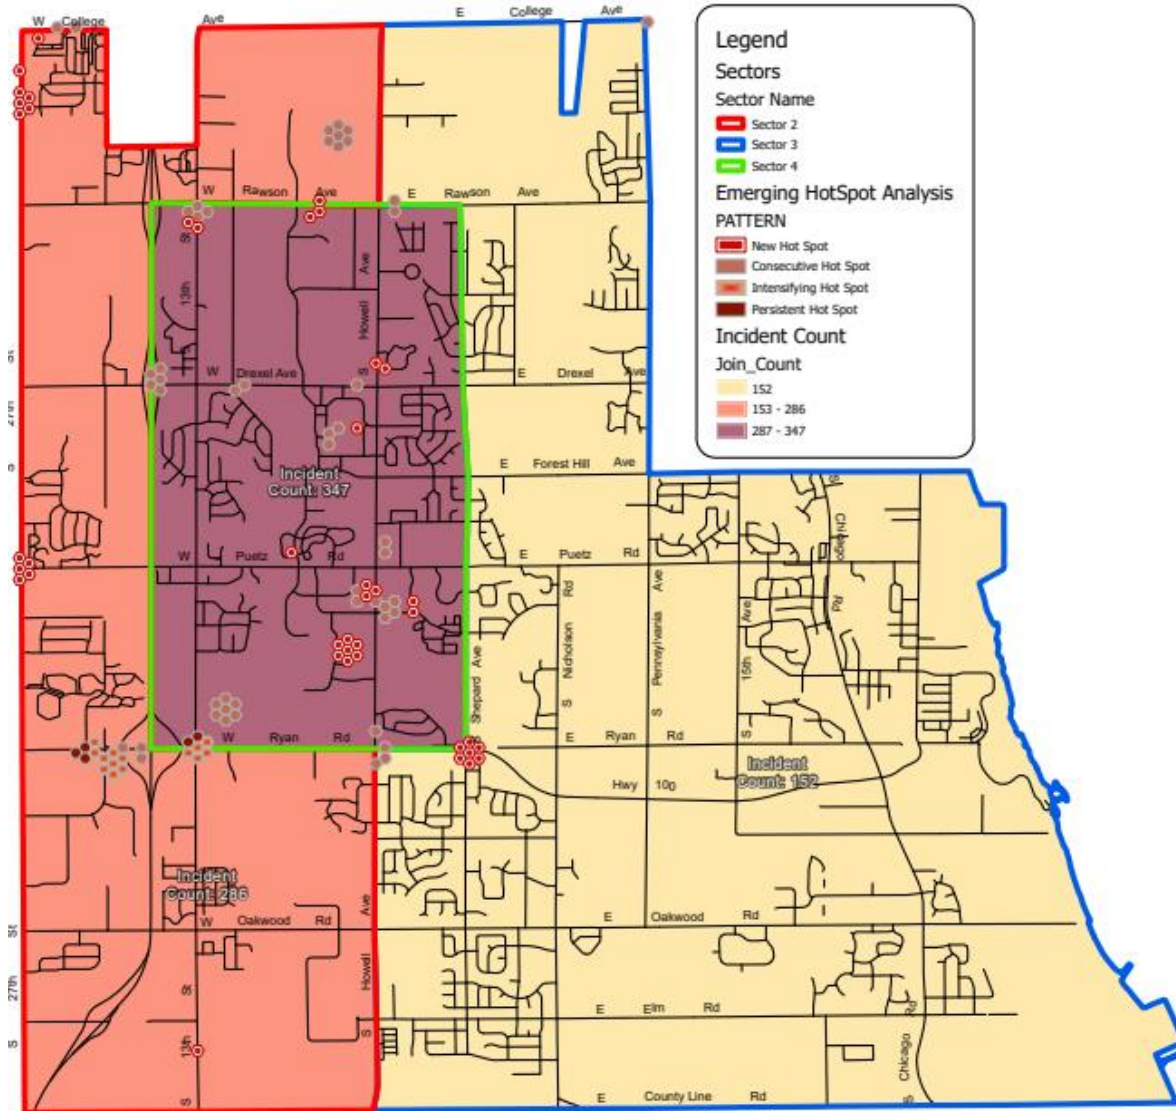 W College Ave
E College Ave
Legend
Sectors
Sector Name
Sector 2
Sector 3
Sector 4
Emerging HotSpot Analysis
PATTERN
New Hot Spot
Consecutive Hot Spot
Intensifying Hot Spot
Persistent Hot Spot
Incident Count
Join_Count
152
153 - 286
287 - 347
W Rawson Ave
E Rawson Ave
S 13th St
S Howell Ave
S 27th St
W Drexel Ave
E Drexel Ave
E Forest Hill Ave
Incident
Count: 347
W Puetz Rd
E Puetz Rd
S Chicago Rd
S Shepard Ave
S Nicholson Rd
S Pennsylvania Ave
S 15th Ave
W Ryan Rd
E Ryan Rd
Hwy 100
Incident
Count: 152
Incident
Count: 286
W Oakwood Rd
E Oakwood Rd
S 27th St
S 13th St
S Howell Ave
E Elm Rd
S Chicago Rd
E County Line Rd